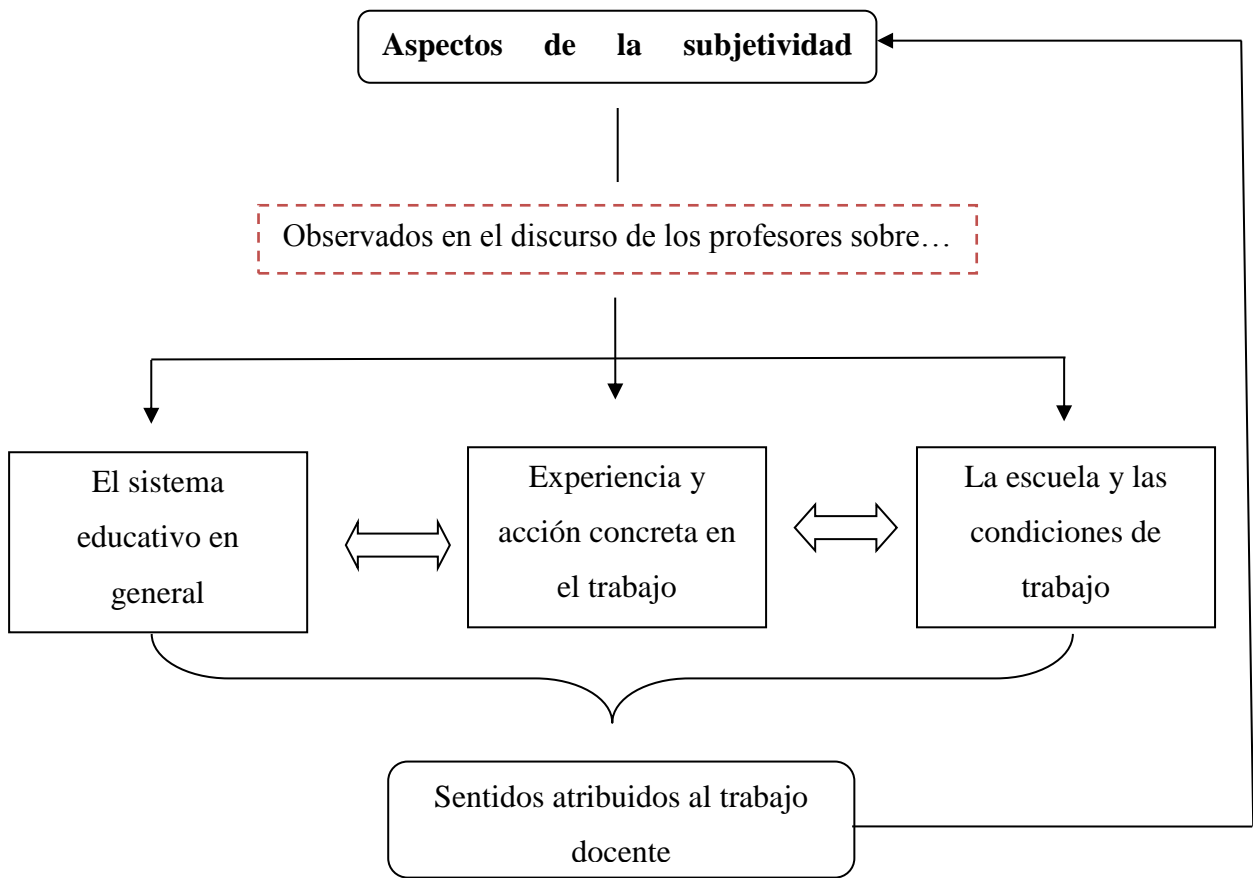 Aspectos de la subjetividad
Observados en el discurso de los profesores sobre…
El sistema
educativo en
general
Experiencia y
acción concreta en
el trabajo
La escuela y las
condiciones de
trabajo
Sentidos atribuidos al trabajo
docente